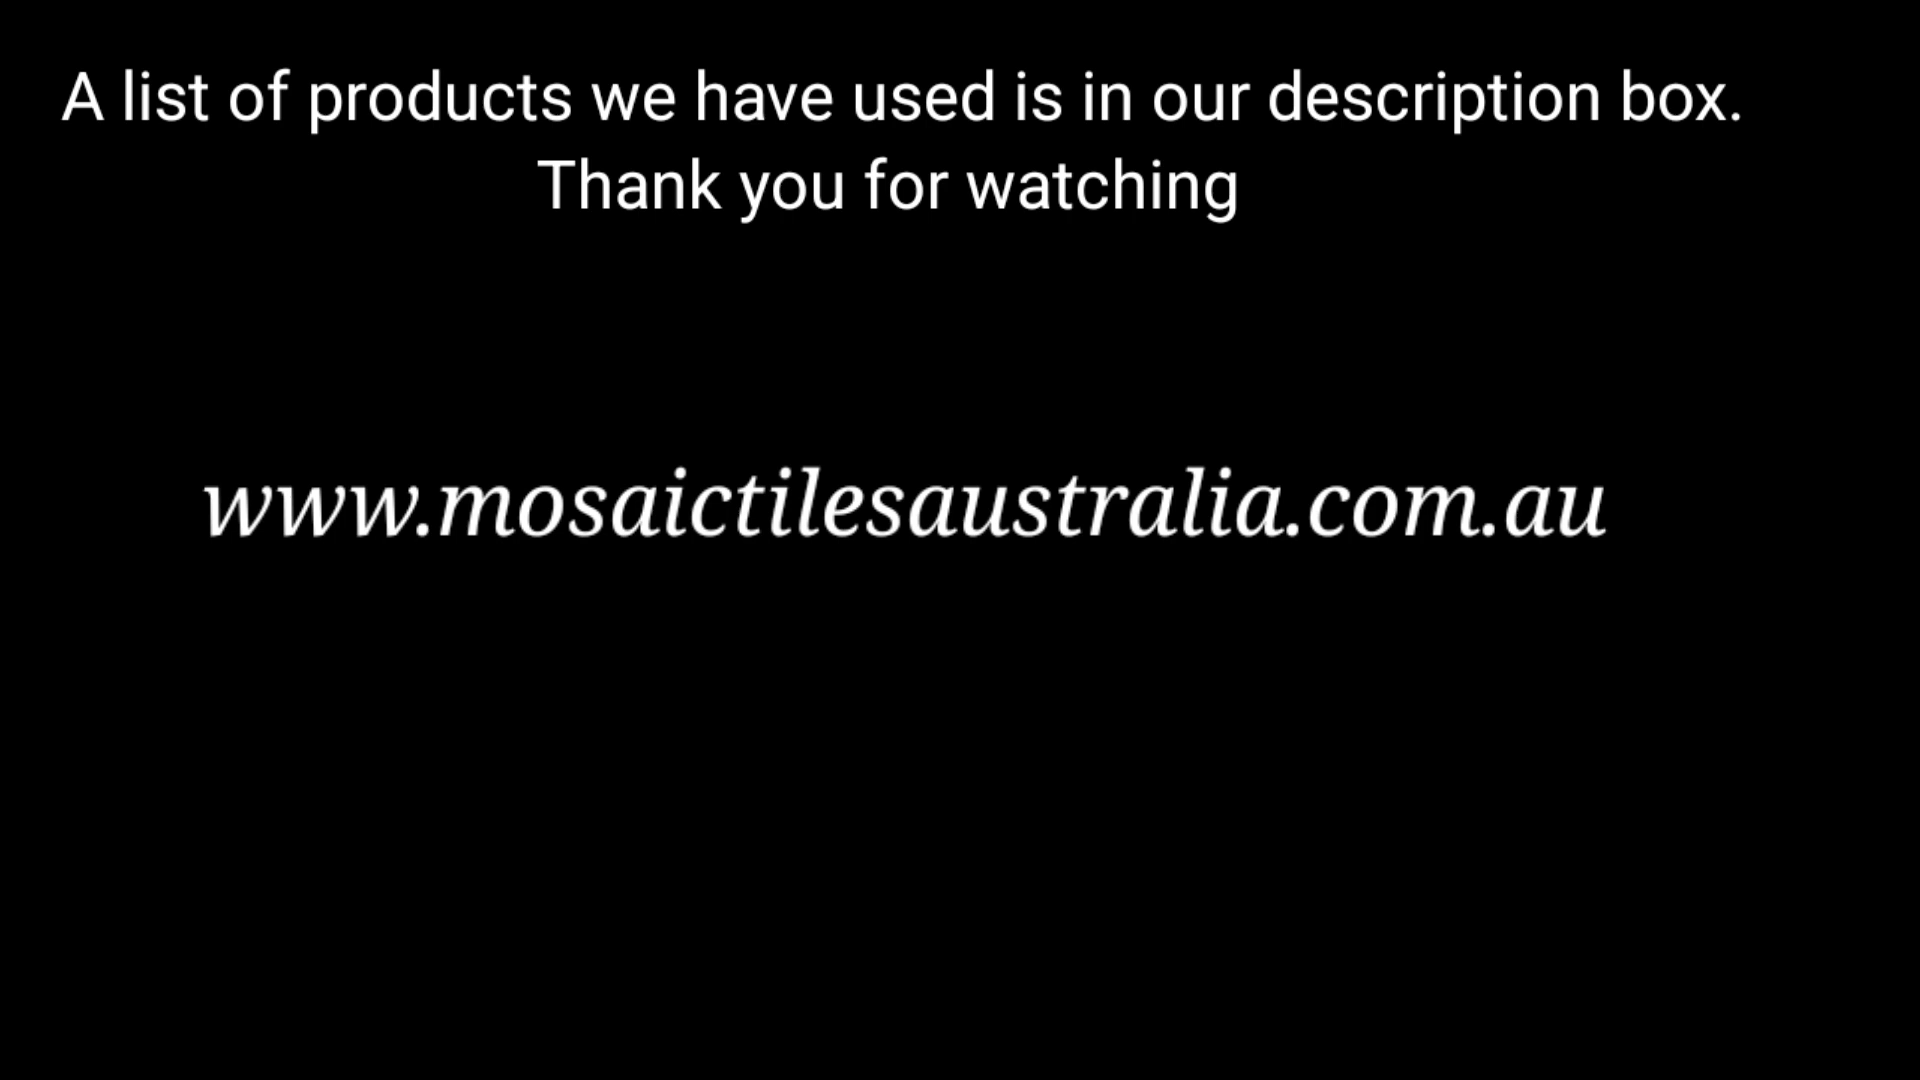 A list of products we have used is in our description box.
Thank you for watching
www.mosaictilesaustralia.com.au